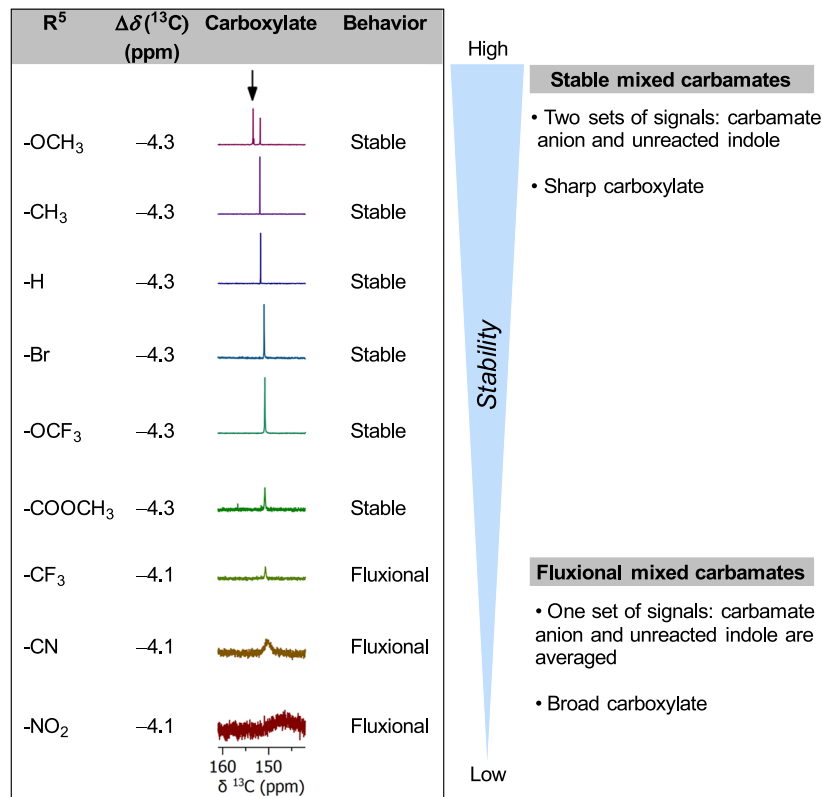 R⁵ Δδ(¹³C) Carboxylate Behavior
(ppm)
-OCH₃ –4.3 Stable
-CH₃ –4.3 Stable
-H –4.3 Stable
-Br –4.3 Stable
-OCF₃ –4.3 Stable
-COOCH₃ –4.3 Stable
-CF₃ –4.1 Fluxional
-CN –4.1 Fluxional
-NO₂ –4.1 Fluxional
160 150
δ ¹³C (ppm)
High
Stability
Low
Stable mixed carbamates
• Two sets of signals: carbamate
anion and unreacted indole
• Sharp carboxylate
Fluxional mixed carbamates
• One set of signals: carbamate
anion and unreacted indole are
averaged
• Broad carboxylate